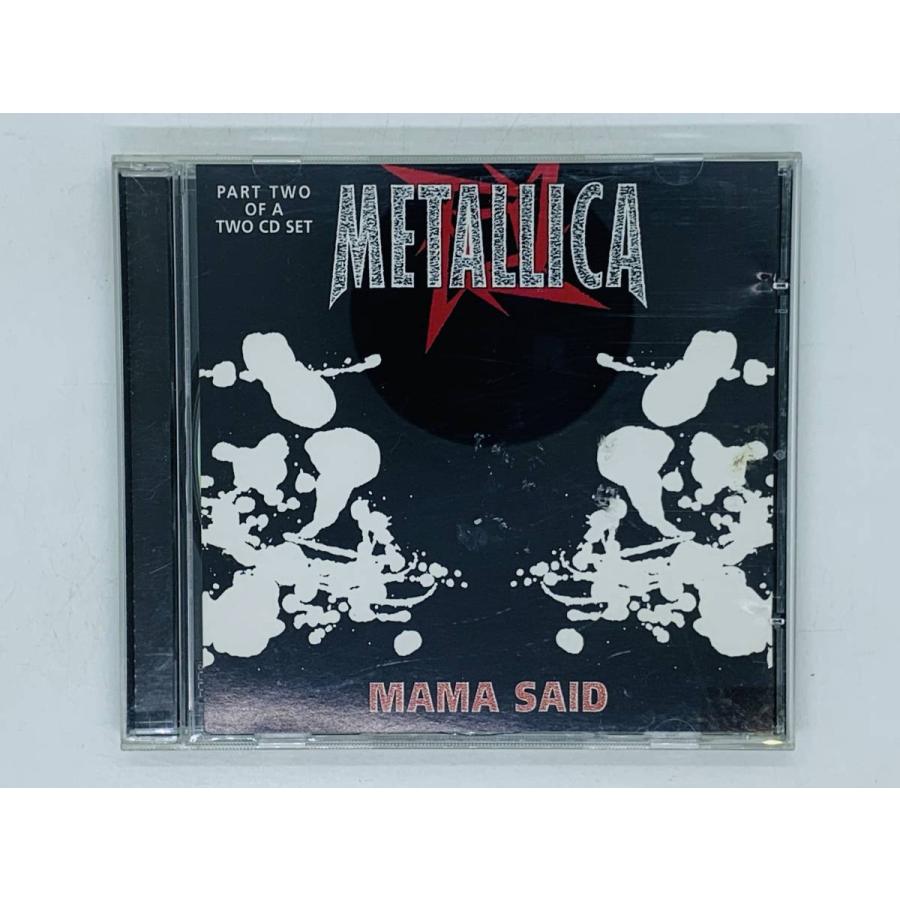 PART TWO
OF A
TWO CD SET
METALLICA
MAMA SAID